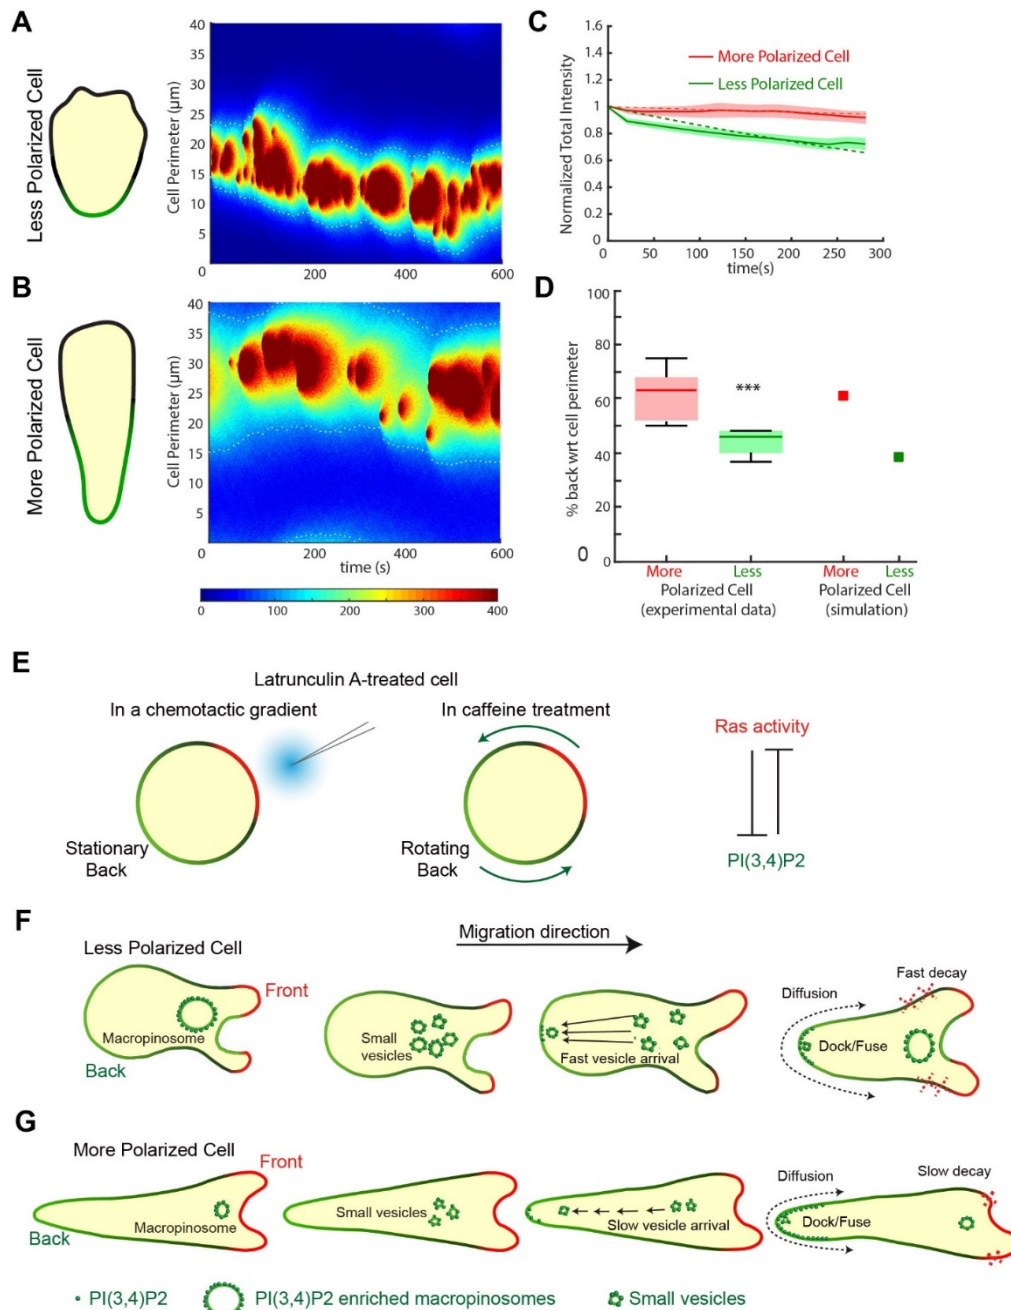 A
Less Polarized Cell
Cell Perimeter (µm)
40
35
30
25
20
15
10
5
0
200
400
600
B
More Polarized Cell
Cell Perimeter (µm)
40
35
30
25
20
15
10
5
0
0
200
400
600
time (s)
0
100
200
300
400
C
Normalized Total Intensity
1.6
1.4
1.2
1
0.8
0.6
0.4
0.2
0
More Polarized Cell
Less Polarized Cell
0
50
100
150
200
250
300
time(s)
D
% back wrt cell perimeter
100
80
60
40
20
0
0
***
More
Less
More
Less
Polarized Cell
(experimental data)
Polarized Cell
(simulation)
E
Latrunculin A-treated cell
In a chemotactic gradient
In caffeine treatment
Ras activity
Stationary
Back
Rotating
Back
PI(3,4)P2
F
Less Polarized Cell
Migration direction
Front
Macropinosome
Back
Small
vesicles
Fast vesicle arrival
Diffusion
Fast decay
Dock/Fuse
G
More Polarized Cell
Front
Macropinosome
Back
Small vesicles
Slow vesicle arrival
Diffusion
Slow decay
Dock/Fuse
PI(3,4)P2
PI(3,4)P2 enriched macropinosomes
Small vesicles